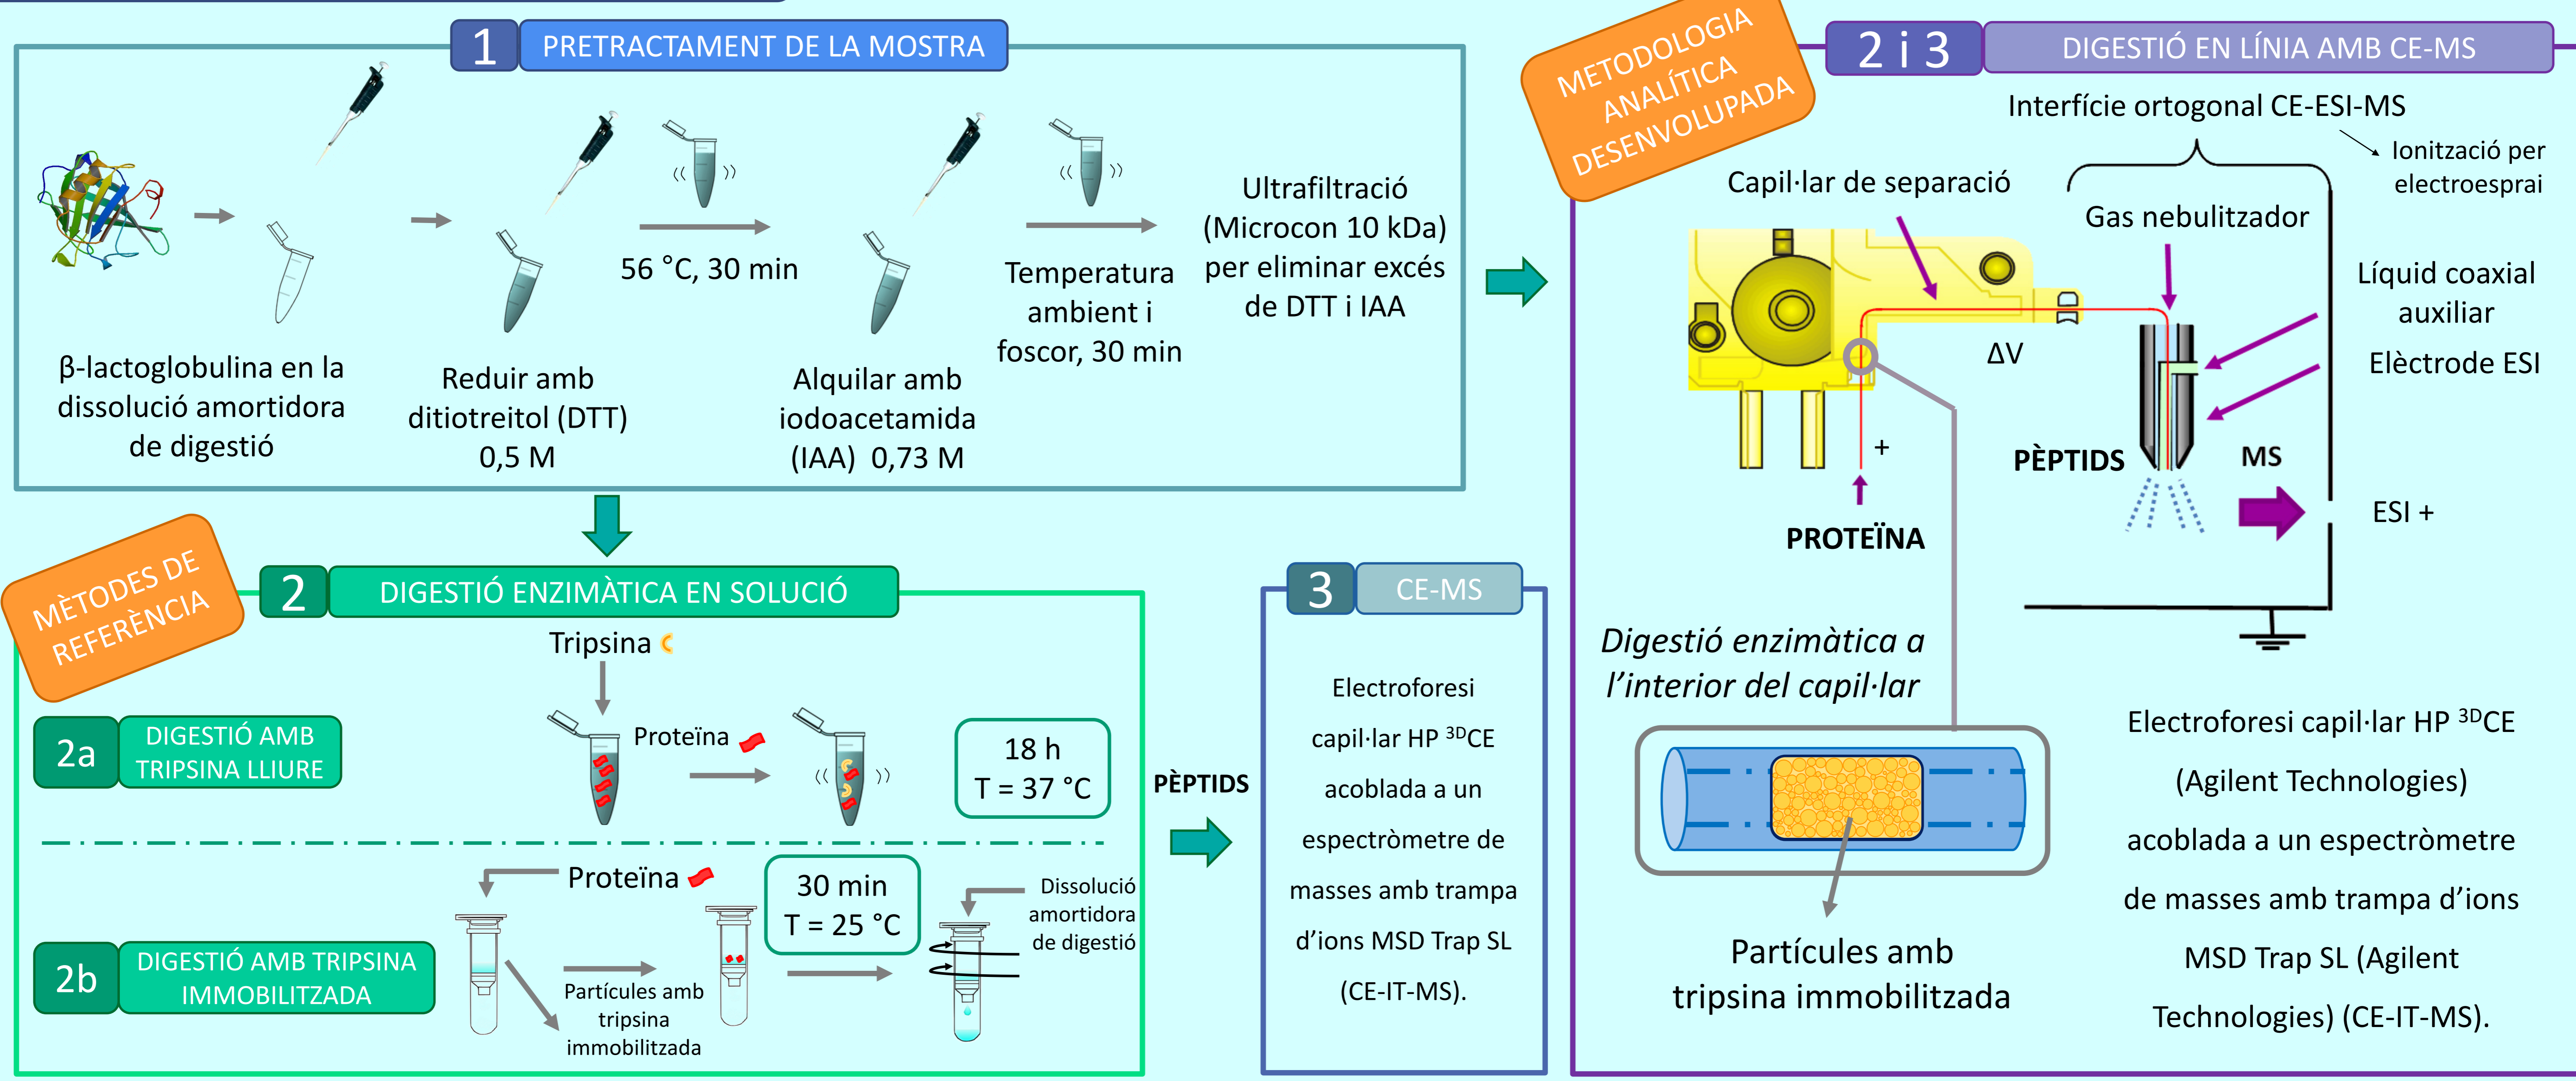 1
PRETRACTAMENT DE LA MOSTRA
β-lactoglobulina en la
dissolució amortidora
de digestió
Reduir amb
ditiotreitol (DTT)
0,5 M
56 °C, 30 min
Alquilar amb
iodoacetamida
(IAA) 0,73 M
Temperatura
ambient i
foscor, 30 min
Ultrafiltració
(Microcon 10 kDa)
per eliminar excés
de DTT i IAA
MÈTODES DE
REFERÈNCIA
2
DIGESTIÓ ENZIMÀTICA EN SOLUCIÓ
Tripsina
2a
DIGESTIÓ AMB
TRIPSINA LLIURE
Proteïna
18 h
T = 37 °C
2b
DIGESTIÓ AMB TRIPSINA
IMMOBILITZADA
Proteïna
Partícules amb
tripsina
immobilitzada
30 min
T = 25 °C
Dissolució
amortidora
de digestió
PÈPTIDS
3
CE-MS
Electroforesi
capil·lar HP 3DCE
acoblada a un
espectròmetre de
masses amb trampa
d'ions MSD Trap SL
(CE-IT-MS).
METODOLOGIA
ANALÍTICA
DESENVOLUPADA
2 i 3
DIGESTIÓ EN LÍNIA AMB CE-MS
Interfície ortogonal CE-ESI-MS
Ionització per
electroesprai
Capil·lar de separació
Gas nebulitzador
Líquid coaxial
auxiliar
Elèctrode ESI
ΔV
+
PROTEÏNA
PÈPTIDS
MS
ESI +
Digestió enzimàtica a
l’interior del capil·lar
Partícules amb
tripsina immobilitzada
Electroforesi capil·lar HP 3DCE
(Agilent Technologies)
acoblada a un espectròmetre
de masses amb trampa d’ions
MSD Trap SL (Agilent
Technologies) (CE-IT-MS).